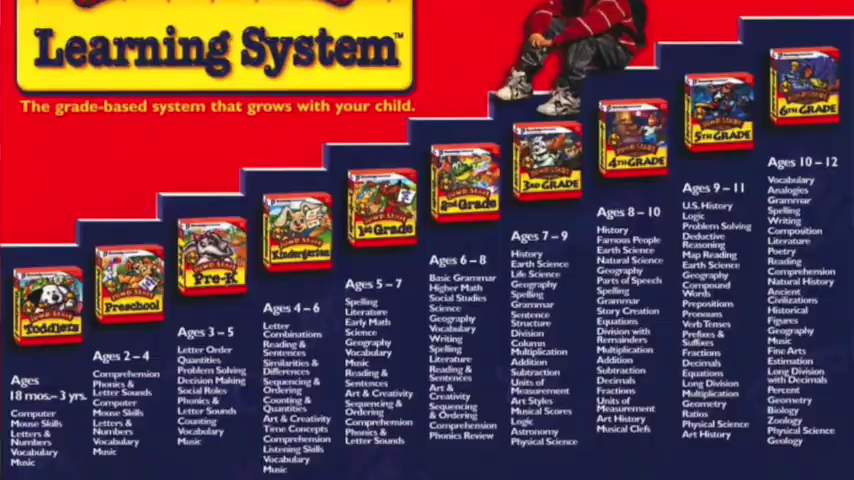 Learning System™
The grade-based system that grows with your child.
Toddlers
Ages
18 mos.–3 yrs.
Computer
Mouse Skills
Letters &
Numbers
Vocabulary
Music
Preschool
Ages 2–4
Comprehension
Phonics &
Letter Sounds
Computer
Mouse Skills
Letters &
Numbers
Vocabulary
Music
Pre-K
Ages 3–5
Letter Order
Quantities
Problem Solving
Decision Making
Social Roles
Phonics &
Letter Sounds
Counting
Vocabulary
Music
JUMP START
Kindergarten
Ages 4–6
Letter
Combinations
Reading &
Sentences
Similarities &
Differences
Sequencing &
Ordering
Counting &
Quantities
Art & Creativity
Time Concepts
Comprehension
Listening Skills
Vocabulary
Music
JUMP START
1st Grade
Ages 5–7
Spelling
Literature
Early Math
Science
Geography
Vocabulary
Music
Reading &
Sentences
Art & Creativity
Sequencing &
Ordering
Comprehension
Phonics &
Letter Sounds
JUMP START
2nd Grade
Ages 6–8
Basic Grammar
Higher Math
Social Studies
Science
Geography
Vocabulary
Writing
Spelling
Literature
Reading &
Sentences
Art &
Creativity
Sequencing
& Ordering
Comprehension
Phonics Review
JUMP START
3RD GRADE
Ages 7–9
History
Earth Science
Life Science
Geography
Spelling
Grammar
Sentence
Structure
Division
Column
Multiplication
Addition
Subtraction
Units of
Measurement
Art Styles
Musical Scores
Logic
Astronomy
Physical Science
JUMP START
4TH GRADE
Ages 8–10
History
Famous People
Earth Science
Natural Science
Geography
Parts of Speech
Spelling
Grammar
Story Creation
Equations
Division with
Remainders
Multiplication
Addition
Subtraction
Decimals
Fractions
Units of
Measurement
Art History
Musical Clefs
JUMP START
5TH GRADE
Ages 9–11
U.S. History
Logic
Problem Solving
Deductive
Reasoning
Map Reading
Earth Science
Geography
Compound
Words
Prepositions
Pronouns
Verb Tenses
Prefixes &
Suffixes
Fractions
Decimals
Equations
Long Division
Multiplication
Geometry
Ratios
Physical Science
Art History
JUMP START
6TH GRADE
Ages 10–12
Vocabulary
Analogies
Grammar
Spelling
Writing
Composition
Literature
Poetry
Reading
Comprehension
Natural History
Ancient
Civilizations
Historical
Figures
Geography
Music
Fine Arts
Estimation
Long Division
with Decimals
Percent
Geometry
Biology
Zoology
Physical Science
Geology